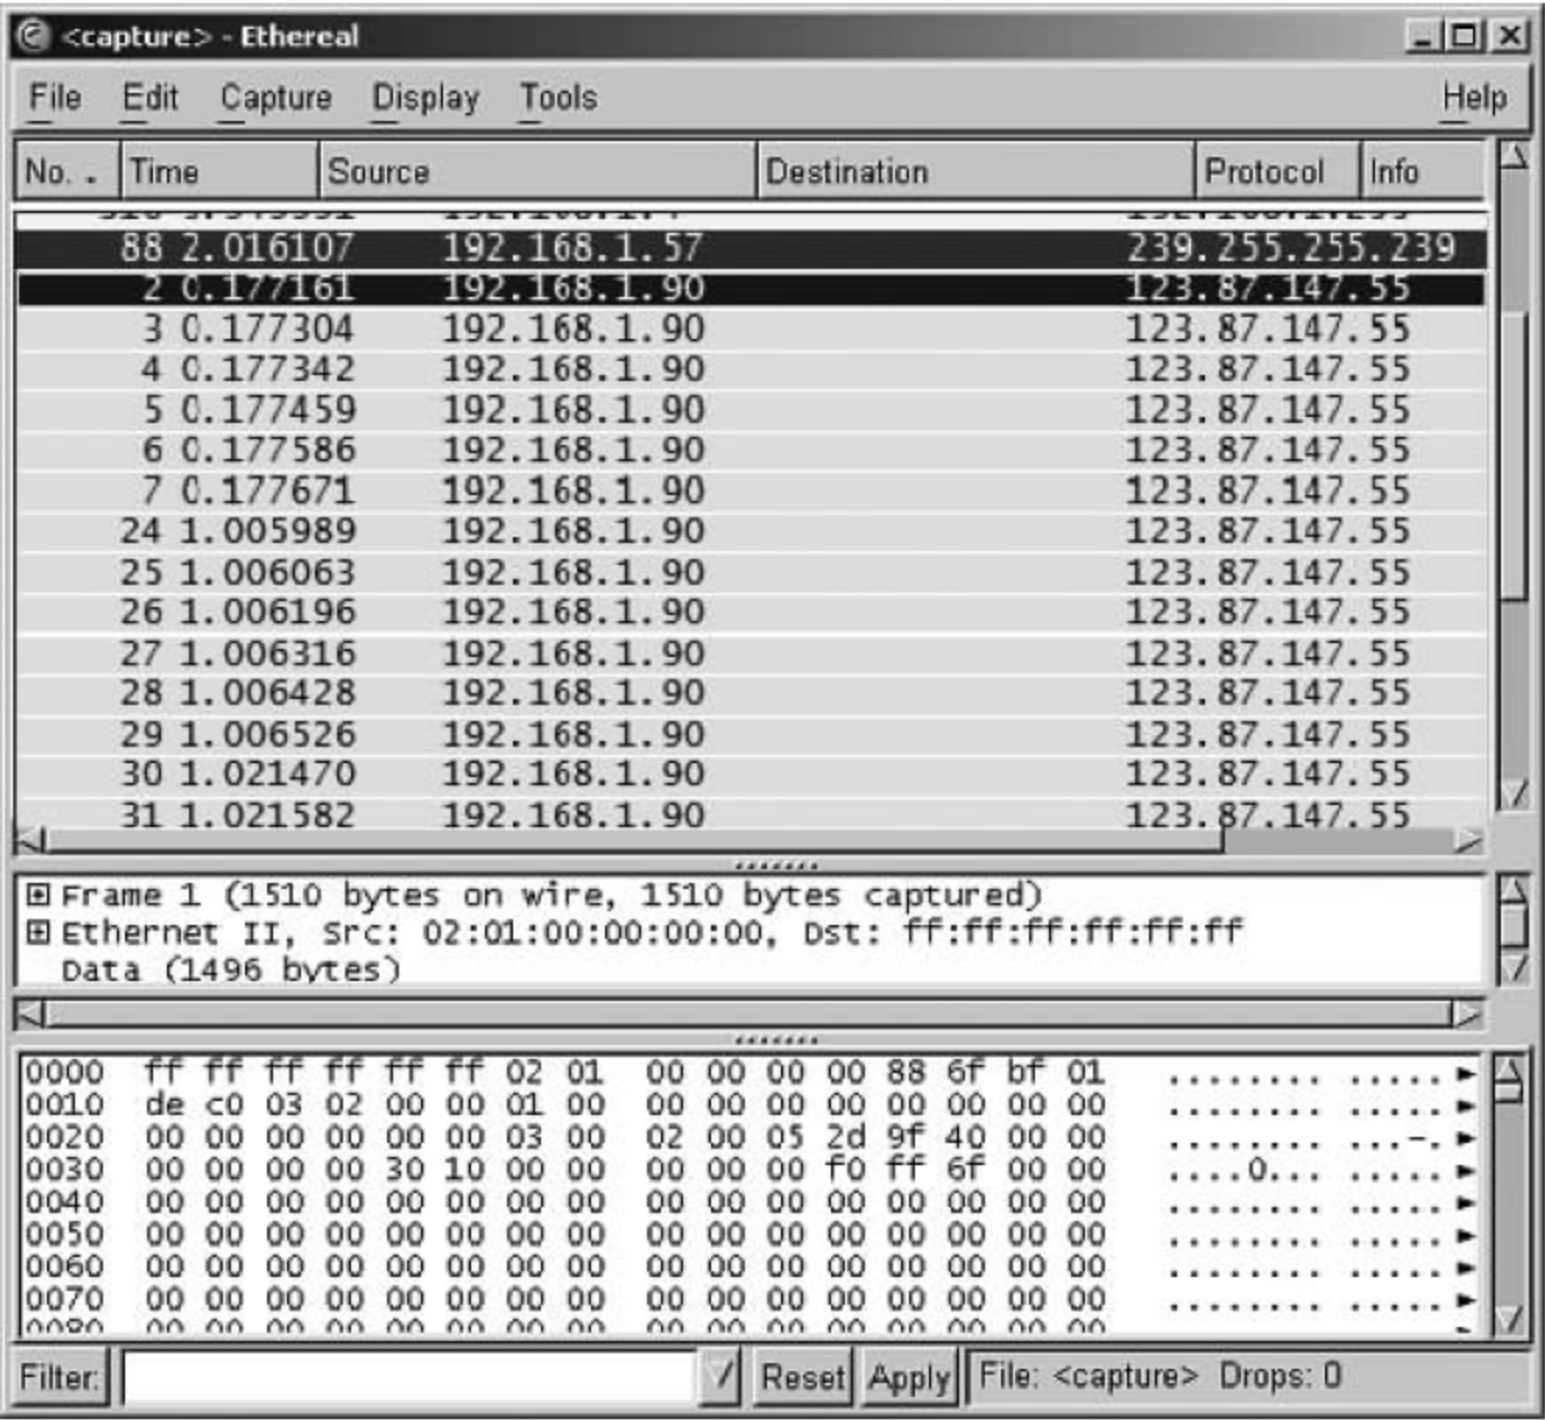 <capture> - Ethereal
File Edit Capture Display Tools Help
No. Time Source Destination Protocol Info
88 2.016107 192.168.1.57 239.255.255.239
2 0.177161 192.168.1.90 123.87.147.55
3 0.177304 192.168.1.90 123.87.147.55
4 0.177342 192.168.1.90 123.87.147.55
5 0.177459 192.168.1.90 123.87.147.55
6 0.177586 192.168.1.90 123.87.147.55
7 0.177671 192.168.1.90 123.87.147.55
24 1.005989 192.168.1.90 123.87.147.55
25 1.006063 192.168.1.90 123.87.147.55
26 1.006196 192.168.1.90 123.87.147.55
27 1.006316 192.168.1.90 123.87.147.55
28 1.006428 192.168.1.90 123.87.147.55
29 1.006526 192.168.1.90 123.87.147.55
30 1.021470 192.168.1.90 123.87.147.55
31 1.021582 192.168.1.90 123.87.147.55
Frame 1 (1510 bytes on wire, 1510 bytes captured)
Ethernet II, Src: 02:01:00:00:00:00, Dst: ff:ff:ff:ff:ff:ff
Data (1496 bytes)
0000 ff ff ff ff ff ff 02 01 00 00 00 00 88 6f bf 01 ........ .....
0010 de c0 03 02 00 00 01 00 00 00 00 00 00 00 00 00 ........ .....
0020 00 00 00 00 00 00 03 00 02 00 05 2d 9f 40 00 00 ........ ...-.
0030 00 00 00 00 30 10 00 00 00 00 00 f0 ff 6f 00 00 ....0... .....
0040 00 00 00 00 00 00 00 00 00 00 00 00 00 00 00 00 ........ .....
0050 00 00 00 00 00 00 00 00 00 00 00 00 00 00 00 00 ........ .....
0060 00 00 00 00 00 00 00 00 00 00 00 00 00 00 00 00 ........ .....
0070 00 00 00 00 00 00 00 00 00 00 00 00 00 00 00 00 ........ .....
0080 00 00 00 00 00 00 00 00 00 00 00 00 00 00 00 00
Filter: Reset Apply File: <capture> Drops: 0